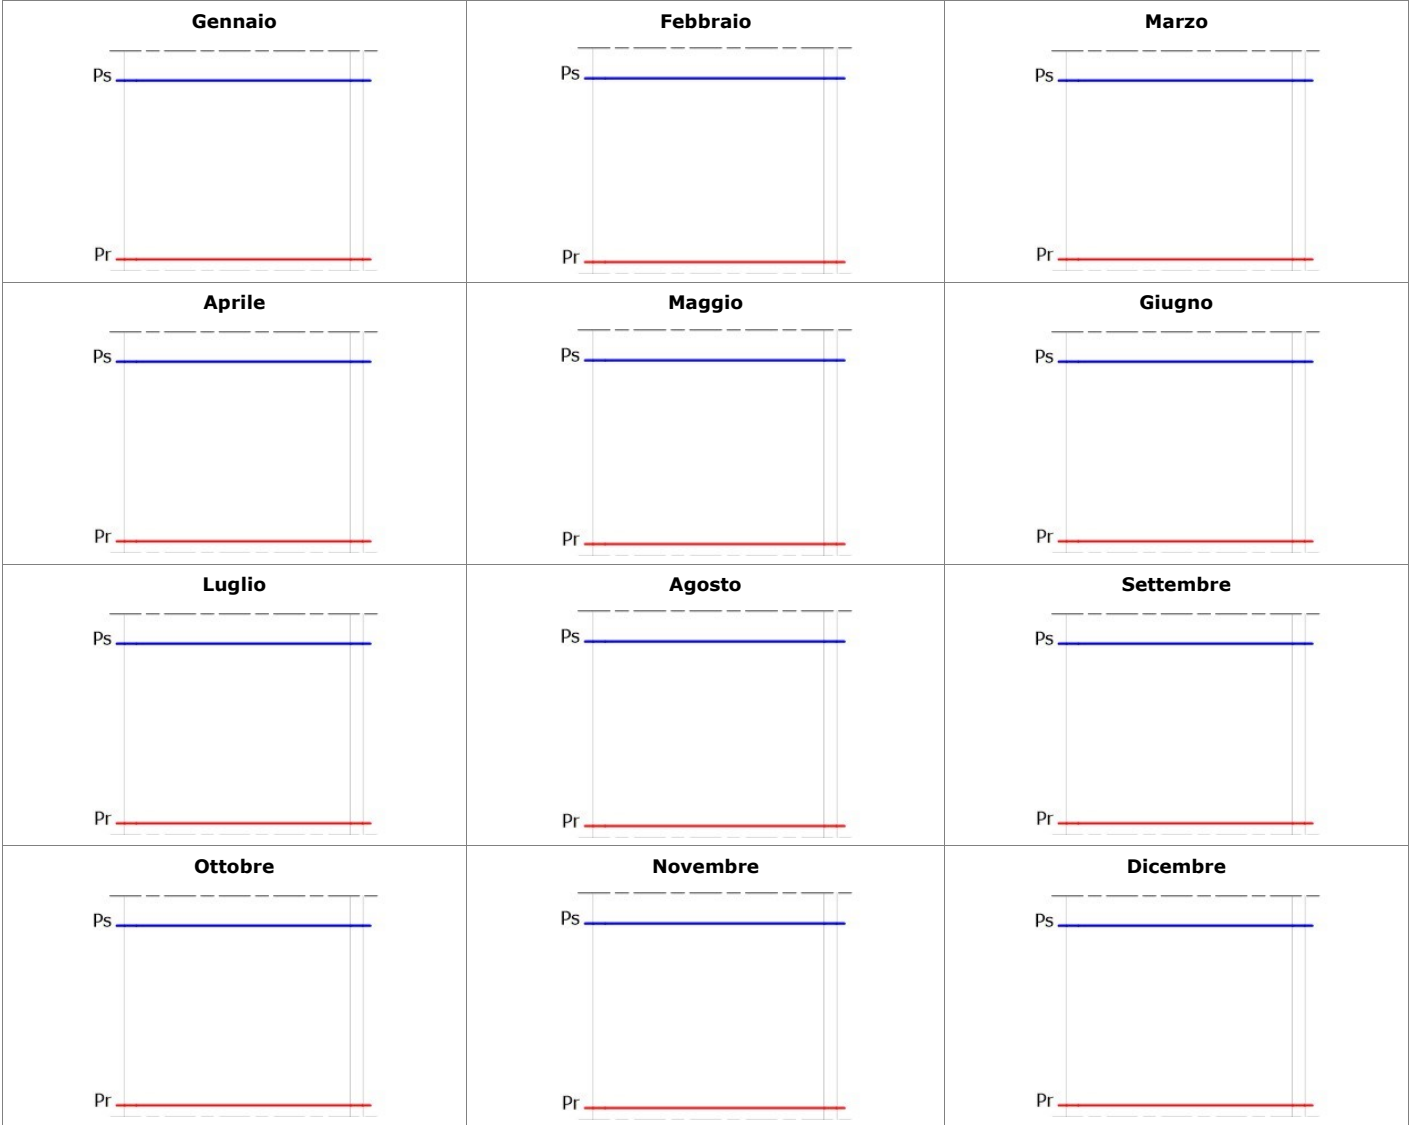 Gennaio Febbraio Marzo
Ps Ps Ps
Pr Pr Pr
Aprile Maggio Giugno
Ps Ps Ps
Pr Pr Pr
Luglio Agosto Settembre
Ps Ps Ps
Pr Pr Pr
Ottobre Novembre Dicembre
Ps Ps Ps
Pr Pr Pr